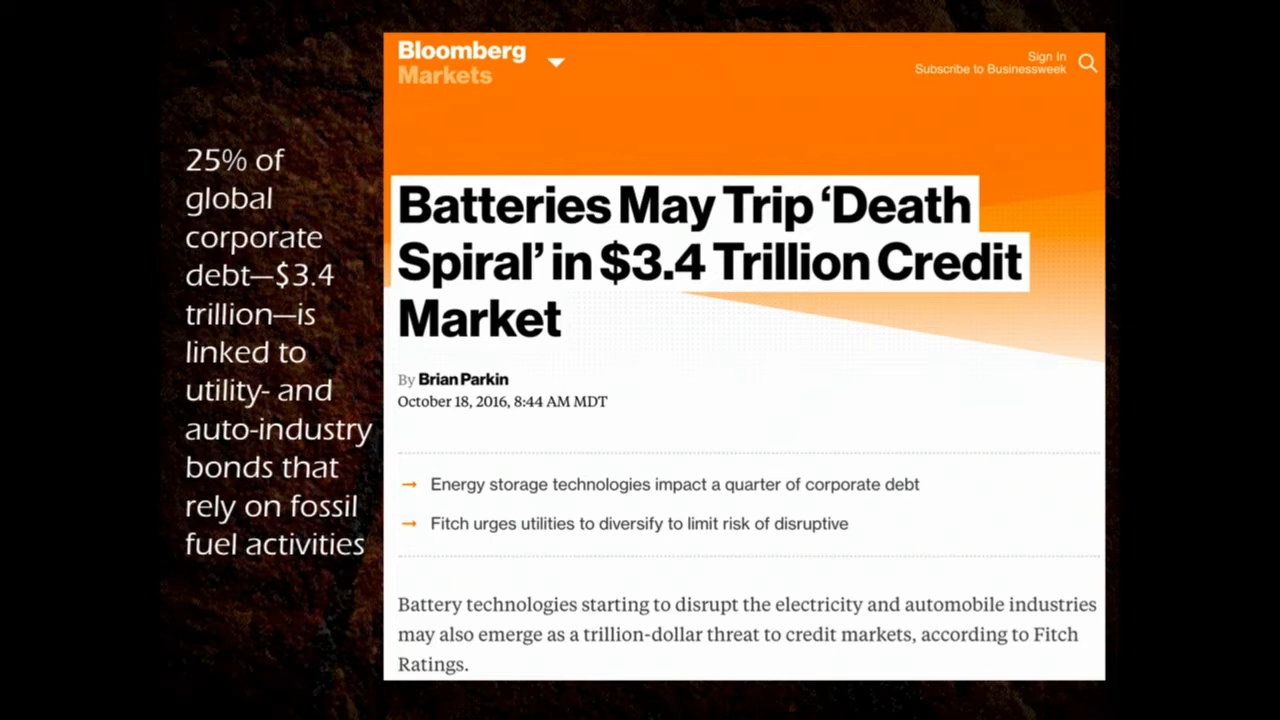 25% of
global
corporate
debt—$3.4
trillion—is
linked to
utility- and
auto-industry
bonds that
rely on fossil
fuel activities
Bloomberg
Markets
Sign In
Subscribe to Businessweek
Batteries May Trip ‘Death
Spiral’ in $3.4 Trillion Credit
Market
By Brian Parkin
October 18, 2016, 8:44 AM MDT
→ Energy storage technologies impact a quarter of corporate debt
→ Fitch urges utilities to diversify to limit risk of disruptive
Battery technologies starting to disrupt the electricity and automobile industries
may also emerge as a trillion-dollar threat to credit markets, according to Fitch
Ratings.